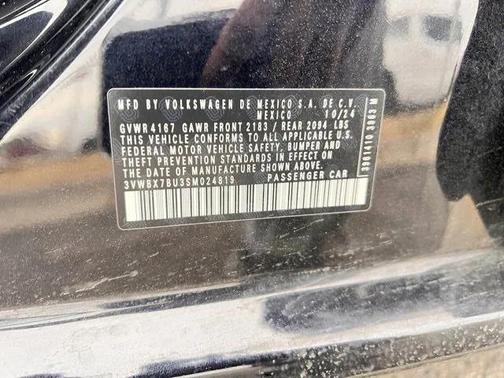 MFD BY VOLKSWAGEN DE MEXICO S.A. DE C.V.
MEXICO 10/24
GVWR 4167 GAWR FRONT 2183 / REAR 2094 LBS
THIS VEHICLE CONFORMS TO ALL APPLICABLE
FEDERAL MOTOR VEHICLE SAFETY, BUMPER AND
THEFT PREVENTION STANDARDS IN EFFECT ON
THE DATE OF MANUFACTURE SHOWN ABOVE.
3VWBX7BU3SM024819 PASSENGER CAR
3961410 3063 M